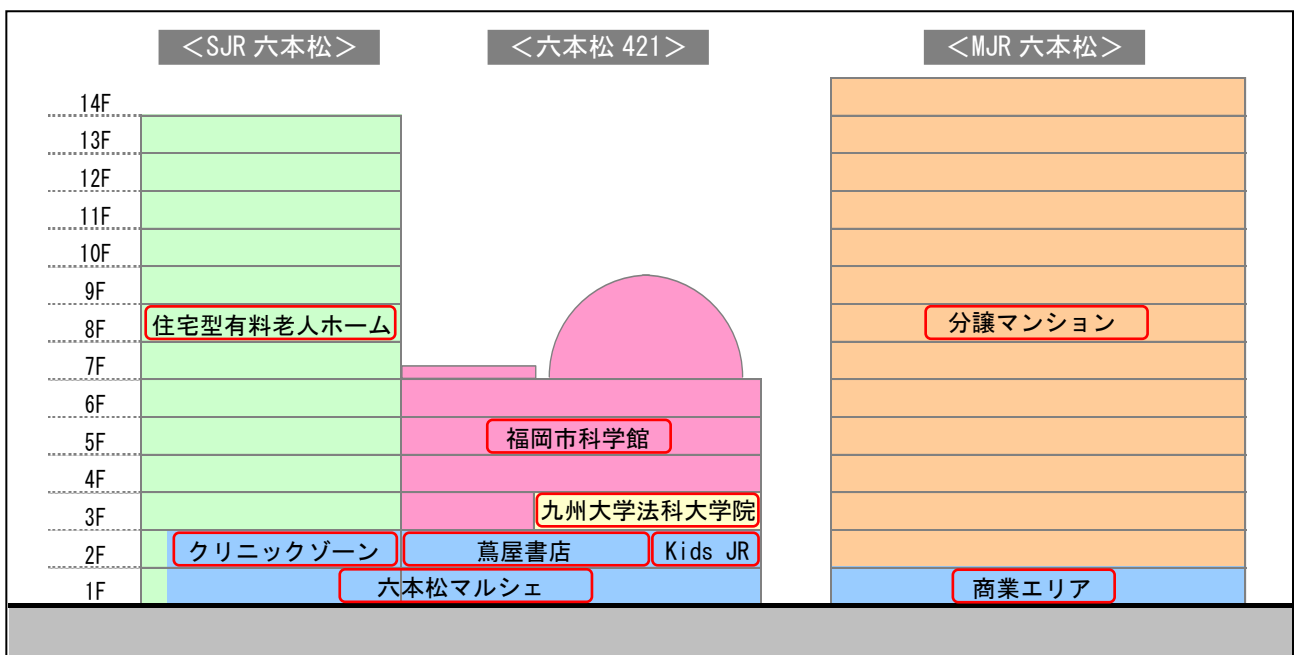 <SJR 六本松>
<六本松 421>
<MJR 六本松>
14F
13F
12F
11F
10F
9F
8F
住宅型有料老人ホーム
分譲マンション
7F
6F
5F
福岡市科学館
4F
3F
九州大学法科大学院
2F
クリニックゾーン
蔦屋書店
Kids JR
1F
六本松マルシェ
商業エリア